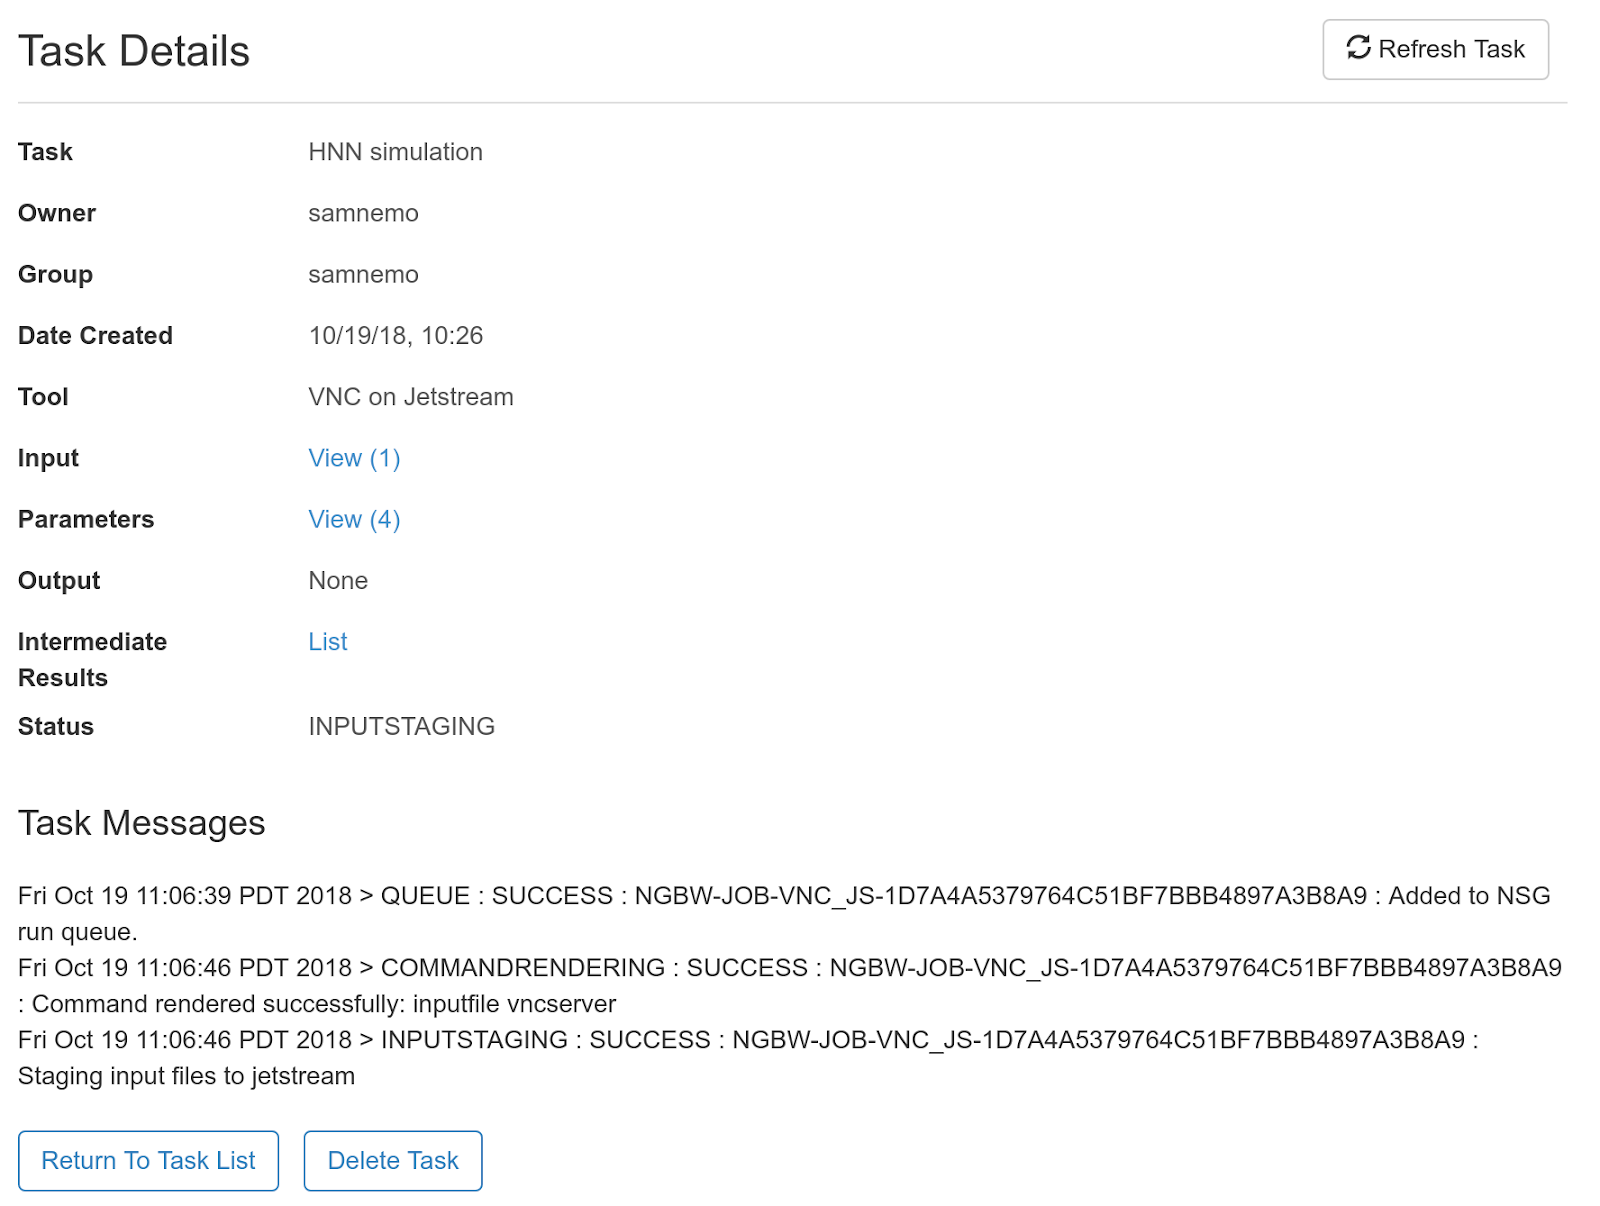 Task Details
Refresh Task
Task HNN simulation
Owner samnemo
Group samnemo
Date Created 10/19/18, 10:26
Tool VNC on Jetstream
Input View (1)
Parameters View (4)
Output None
Intermediate List
Results
Status INPUTSTAGING
Task Messages
Fri Oct 19 11:06:39 PDT 2018 > QUEUE : SUCCESS : NGBW-JOB-VNC_JS-1D7A4A5379764C51BF7BBB4897A3B8A9 : Added to NSG
run queue.
Fri Oct 19 11:06:46 PDT 2018 > COMMANDRENDERING : SUCCESS : NGBW-JOB-VNC_JS-1D7A4A5379764C51BF7BBB4897A3B8A9
: Command rendered successfully: inputfile vncserver
Fri Oct 19 11:06:46 PDT 2018 > INPUTSTAGING : SUCCESS : NGBW-JOB-VNC_JS-1D7A4A5379764C51BF7BBB4897A3B8A9 :
Staging input files to jetstream
Return To Task List Delete Task